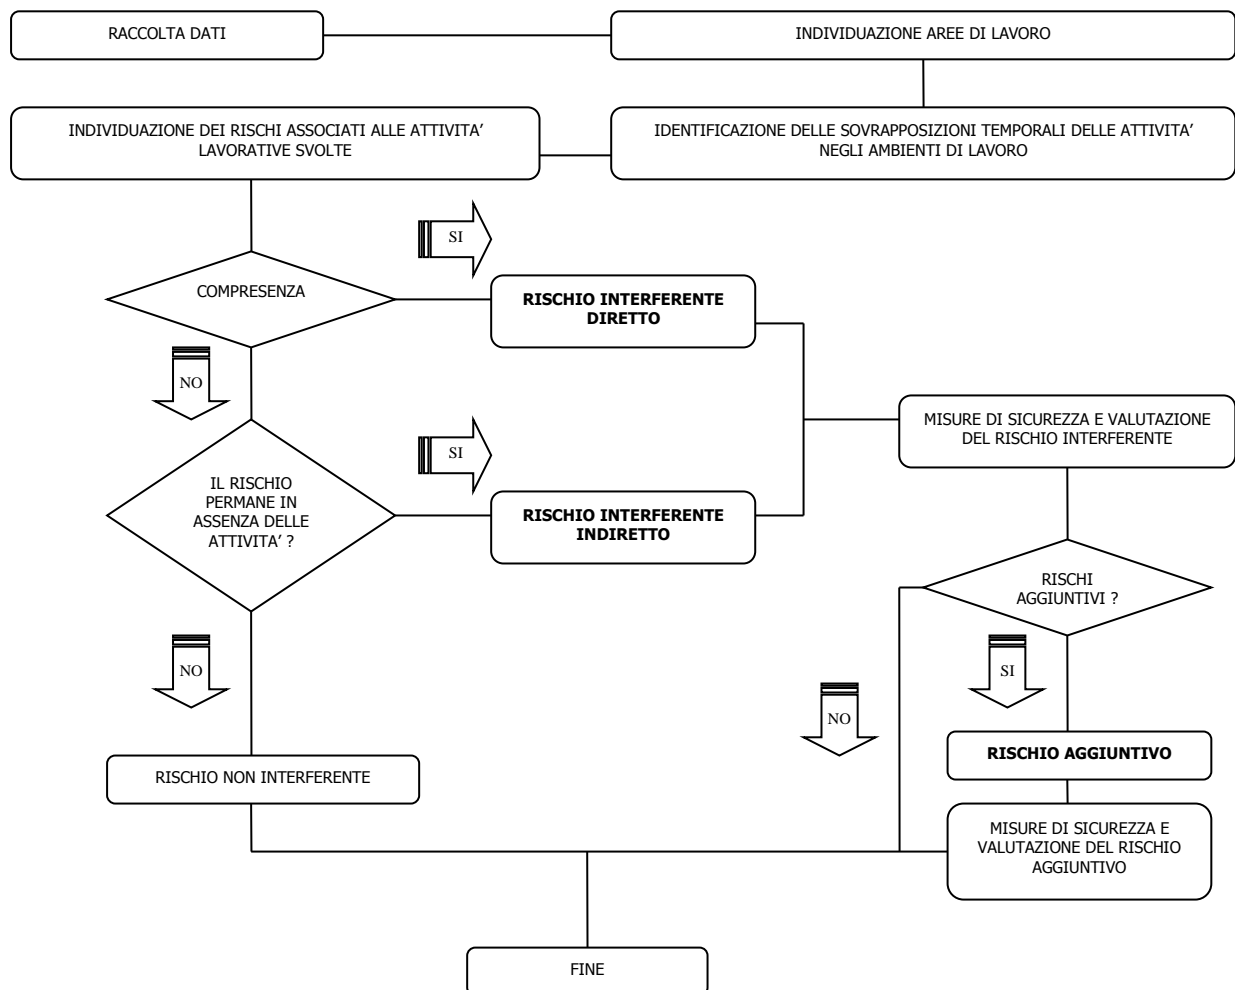 RACCOLTA DATI
INDIVIDUAZIONE AREE DI LAVORO
INDIVIDUAZIONE DEI RISCHI ASSOCIATI ALLE ATTIVITA’
LAVORATIVE SVOLTE
IDENTIFICAZIONE DELLE SOVRAPPOSIZIONI TEMPORALI DELLE ATTIVITA’
NEGLI AMBIENTI DI LAVORO
SI
COMPRESENZA
RISCHIO INTERFERENTE
DIRETTO
NO
MISURE DI SICUREZZA E VALUTAZIONE
DEL RISCHIO INTERFERENTE
SI
IL RISCHIO
PERMANE IN
ASSENZA DELLE
ATTIVITA’ ?
RISCHIO INTERFERENTE
INDIRETTO
RISCHI
AGGIUNTIVI ?
NO
SI
NO
RISCHIO AGGIUNTIVO
RISCHIO NON INTERFERENTE
MISURE DI SICUREZZA E
VALUTAZIONE DEL RISCHIO
AGGIUNTIVO
FINE